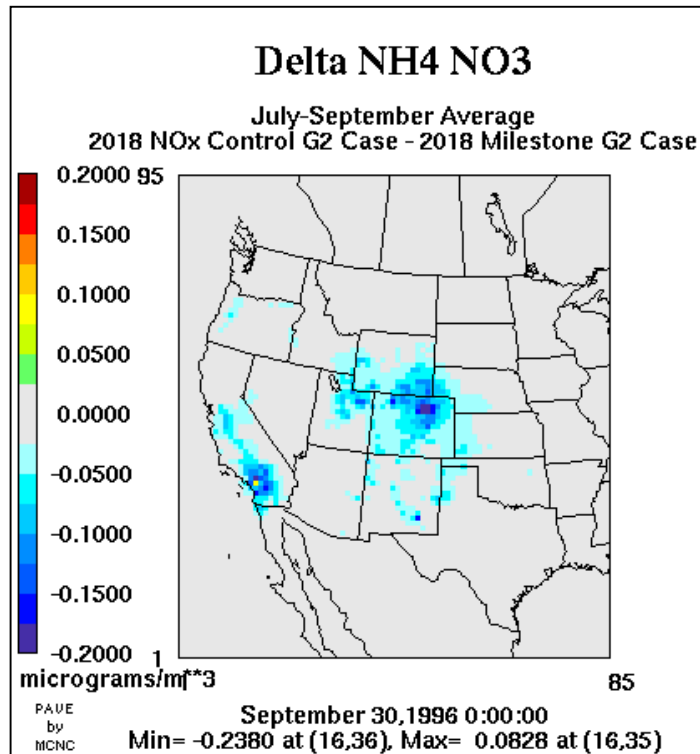 Delta NH4 NO3
July-September Average
2018 NOx Control G2 Case - 2018 Milestone G2 Case
0.2000 95
0.1500
0.1000
0.0500
0.0000
-0.0500
-0.1000
-0.1500
-0.2000 1
micrograms/m**3 1 85
PAVE
by
MCNC
September 30,1996 0:00:00
Min= -0.2380 at (16,36), Max= 0.0828 at (16,35)